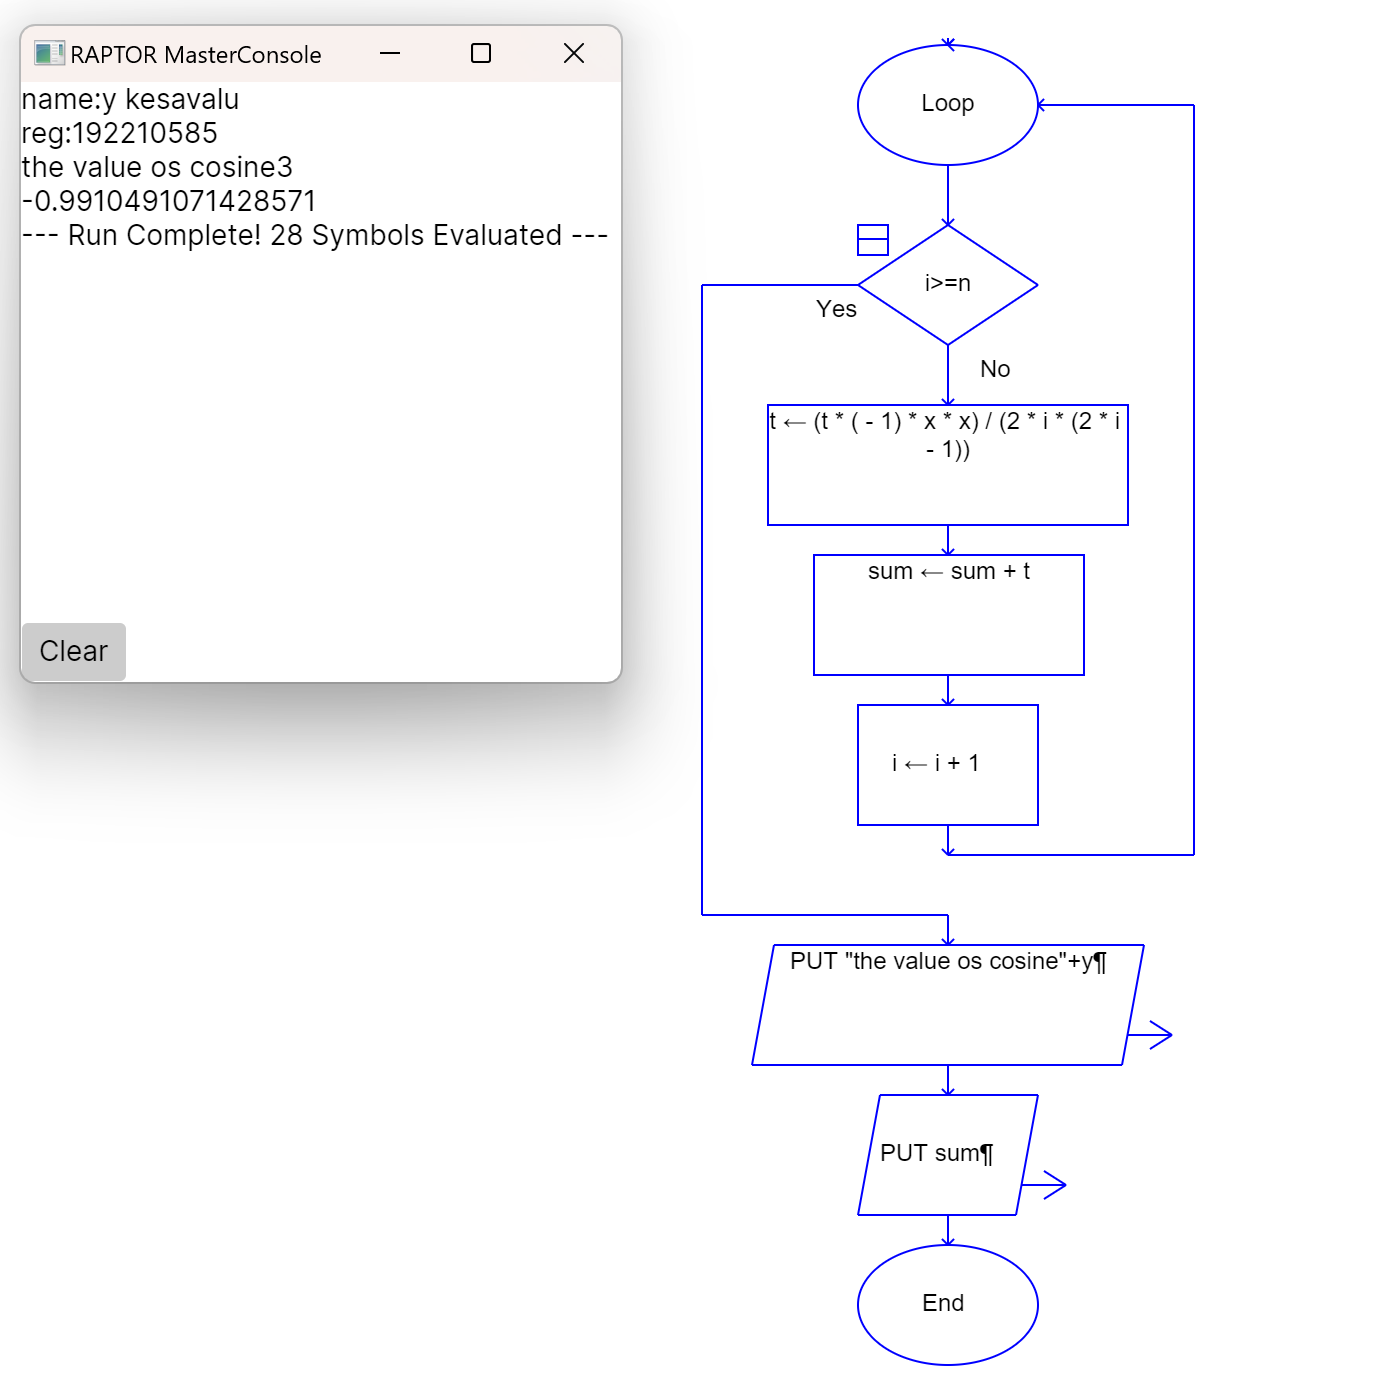 RAPTOR MasterConsole
name:y kesavalu
reg:192210585
the value os cosine3
-0.9910491071428571
--- Run Complete! 28 Symbols Evaluated ---
Clear
Loop
i>=n
Yes
No
t ← (t * ( - 1) * x * x) / (2 * i * (2 * i
- 1))
sum ← sum + t
i ← i + 1
PUT "the value os cosine"+y¶
PUT sum¶
End